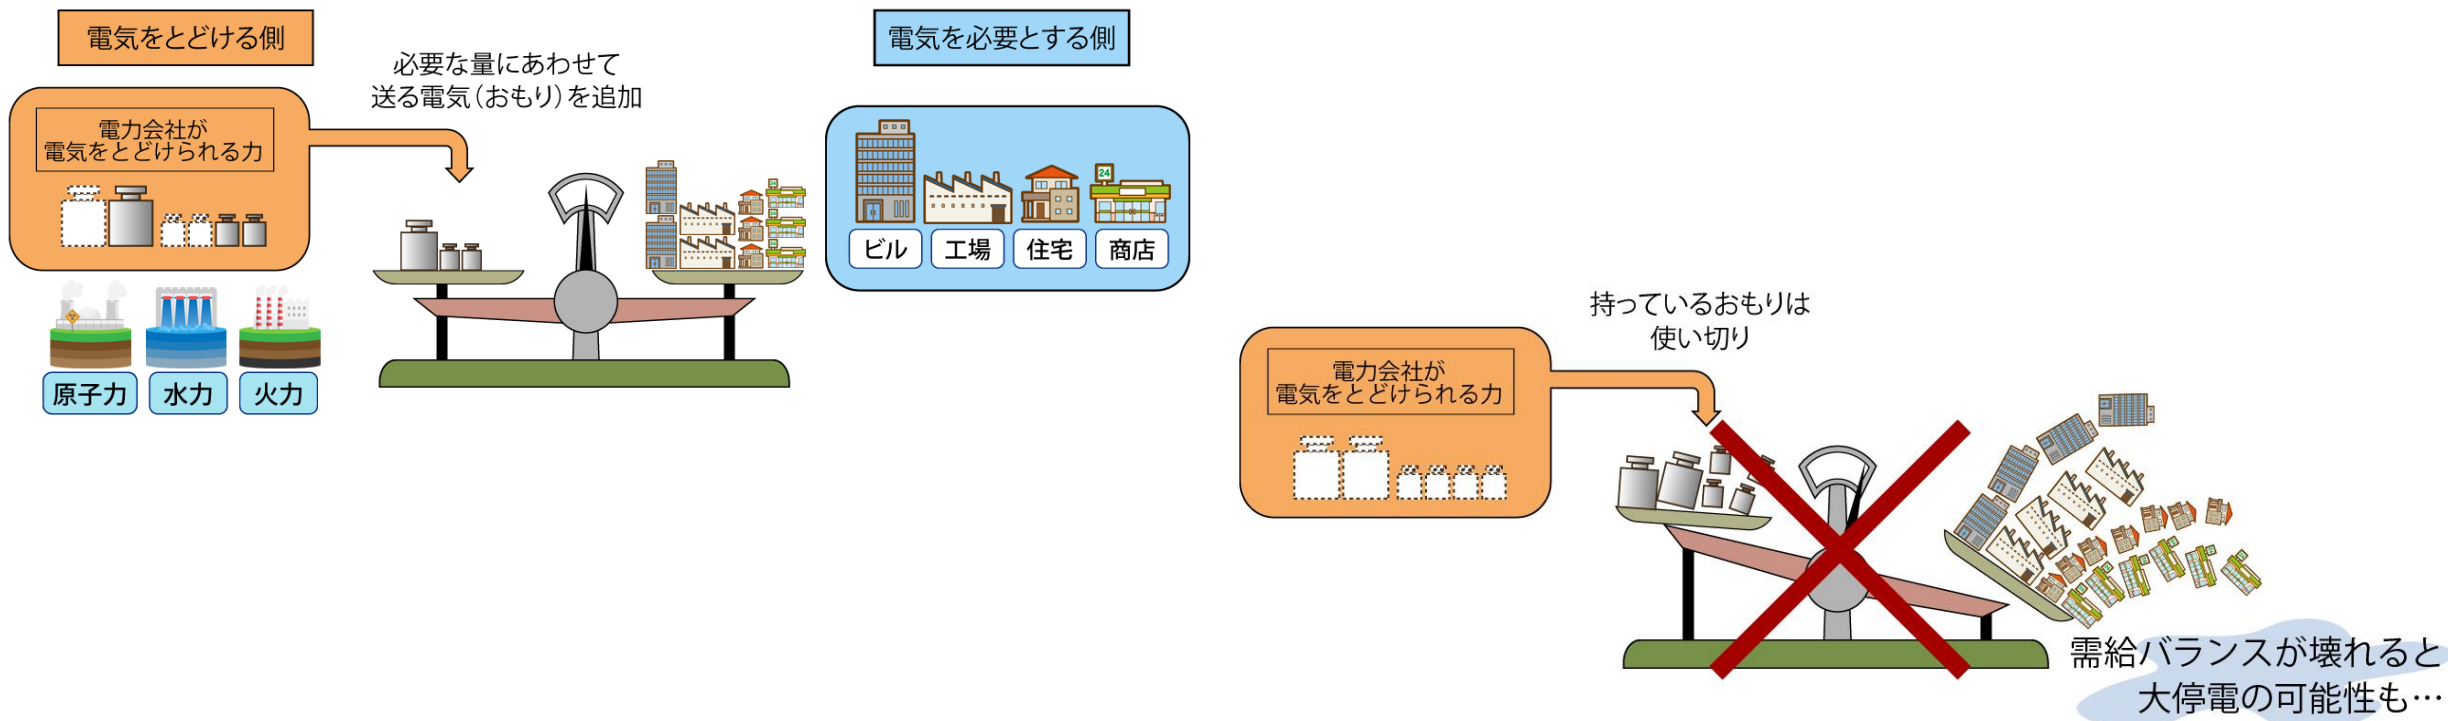 電気をとどける側
必要な量にあわせて
送る電気（おもり）を追加
電気を必要とする側
電力会社が
電気をとどけられる力
24
24
24
24
ビル
工場
住宅
商店
原子力
水力
火力
持っているおもりは
使い切り
電力会社が
電気をとどけられる力
需給バランスが壊れると
大停電の可能性も…